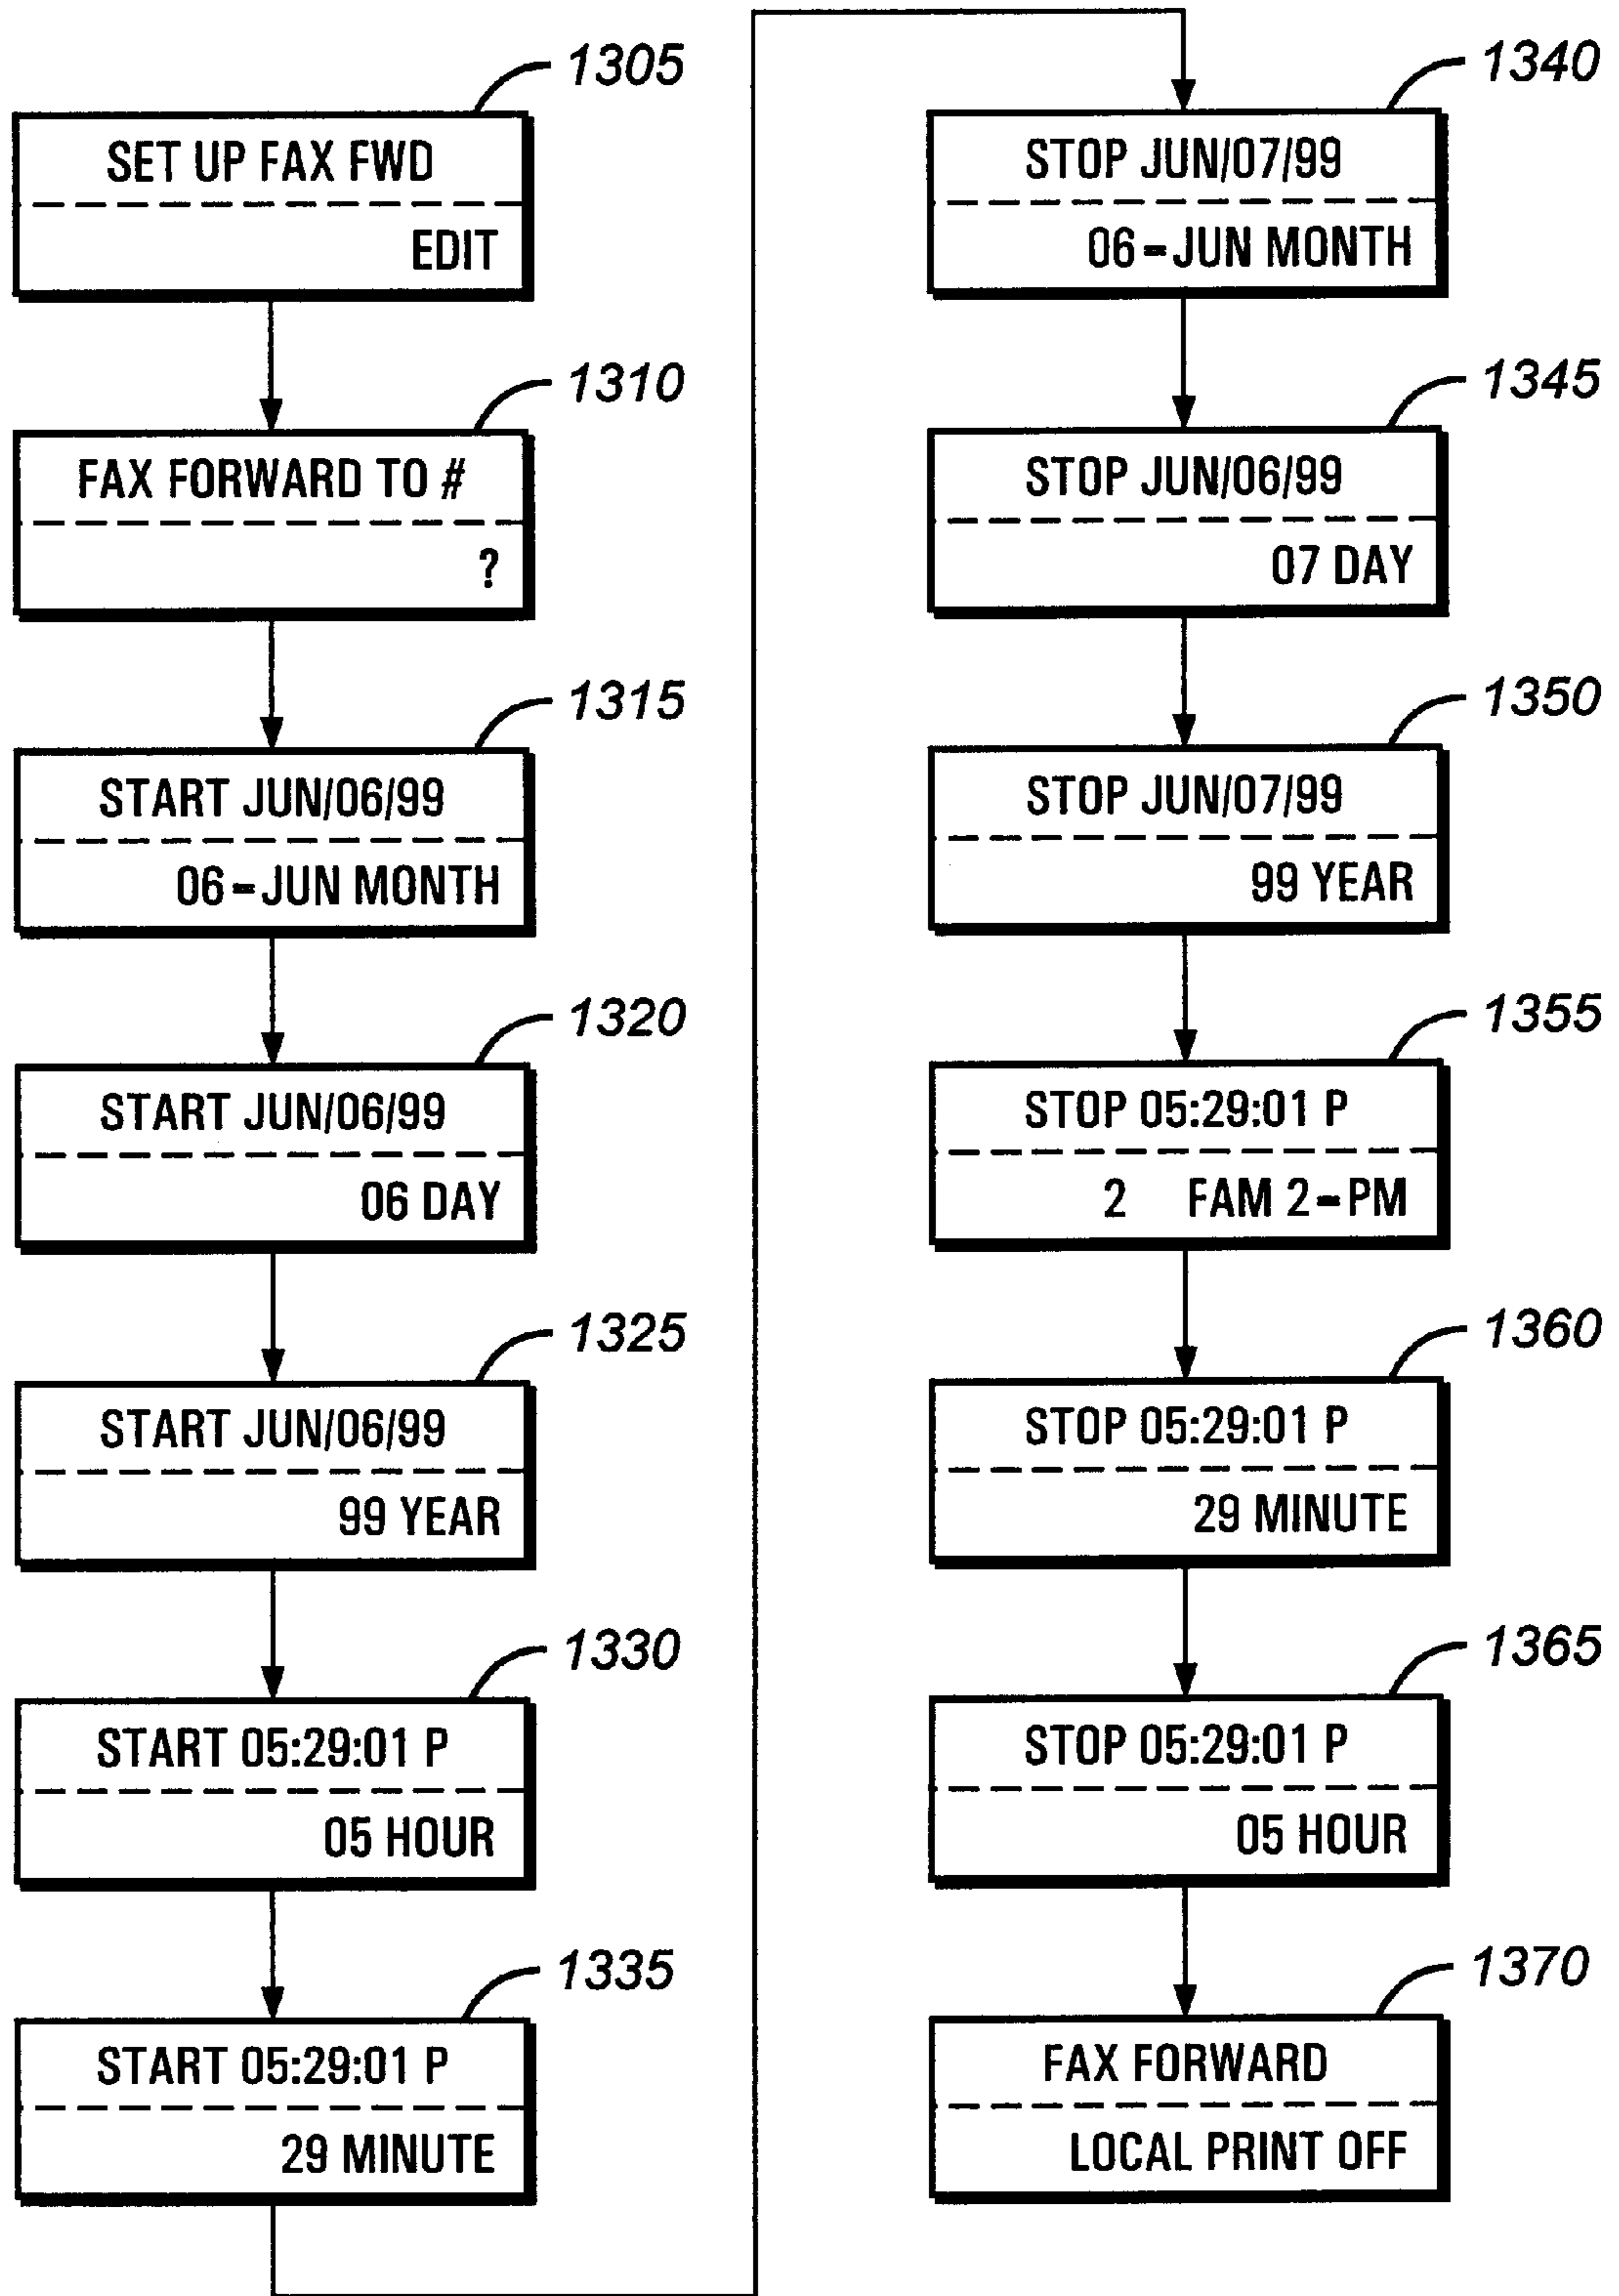 1305
SET UP FAX FWD
EDIT
1310
FAX FORWARD TO #
?
1315
START JUN/06/99
06=JUN MONTH
1320
START JUN/06/99
06 DAY
1325
START JUN/06/99
99 YEAR
1330
START 05:29:01 P
05 HOUR
1335
START 05:29:01 P
29 MINUTE
1340
STOP JUN/07/99
06=JUN MONTH
1345
STOP JUN/06/99
07 DAY
1350
STOP JUN/07/99
99 YEAR
1355
STOP 05:29:01 P
2 FAM 2=PM
1360
STOP 05:29:01 P
29 MINUTE
1365
STOP 05:29:01 P
05 HOUR
1370
FAX FORWARD
LOCAL PRINT OFF